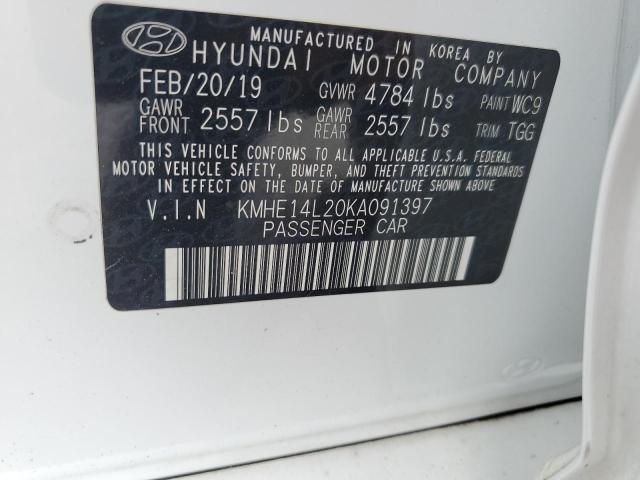 MANUFACTURED IN KOREA BY
HYUNDAI MOTOR COMPANY
FEB/20/19 GVWR 4784 lbs PAINT WC9
GAWR FRONT 2557 lbs GAWR REAR 2557 lbs TRIM TGG
THIS VEHICLE CONFORMS TO ALL APPLICABLE U.S.A. FEDERAL
MOTOR VEHICLE SAFETY, BUMPER, AND THEFT PREVENTION STANDARDS
IN EFFECT ON THE DATE OF MANUFACTURE SHOWN ABOVE
V.I.N KMHE14L20KA091397
PASSENGER CAR